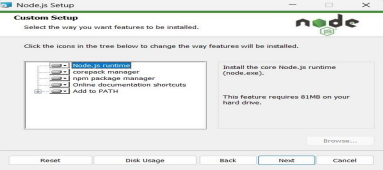 Node.js Setup
Custom Setup
Select the way you want features to be installed.
node
JS
Click the icons in the tree below to change the way features will be installed.
Node.js runtime
corepack manager
npm package manager
Online documentation shortcuts
Add to PATH
Install the core Node.js runtime
(node.exe).
This feature requires 81MB on your
hard drive.
Browse...
Reset
Disk Usage
Back
Next
Cancel